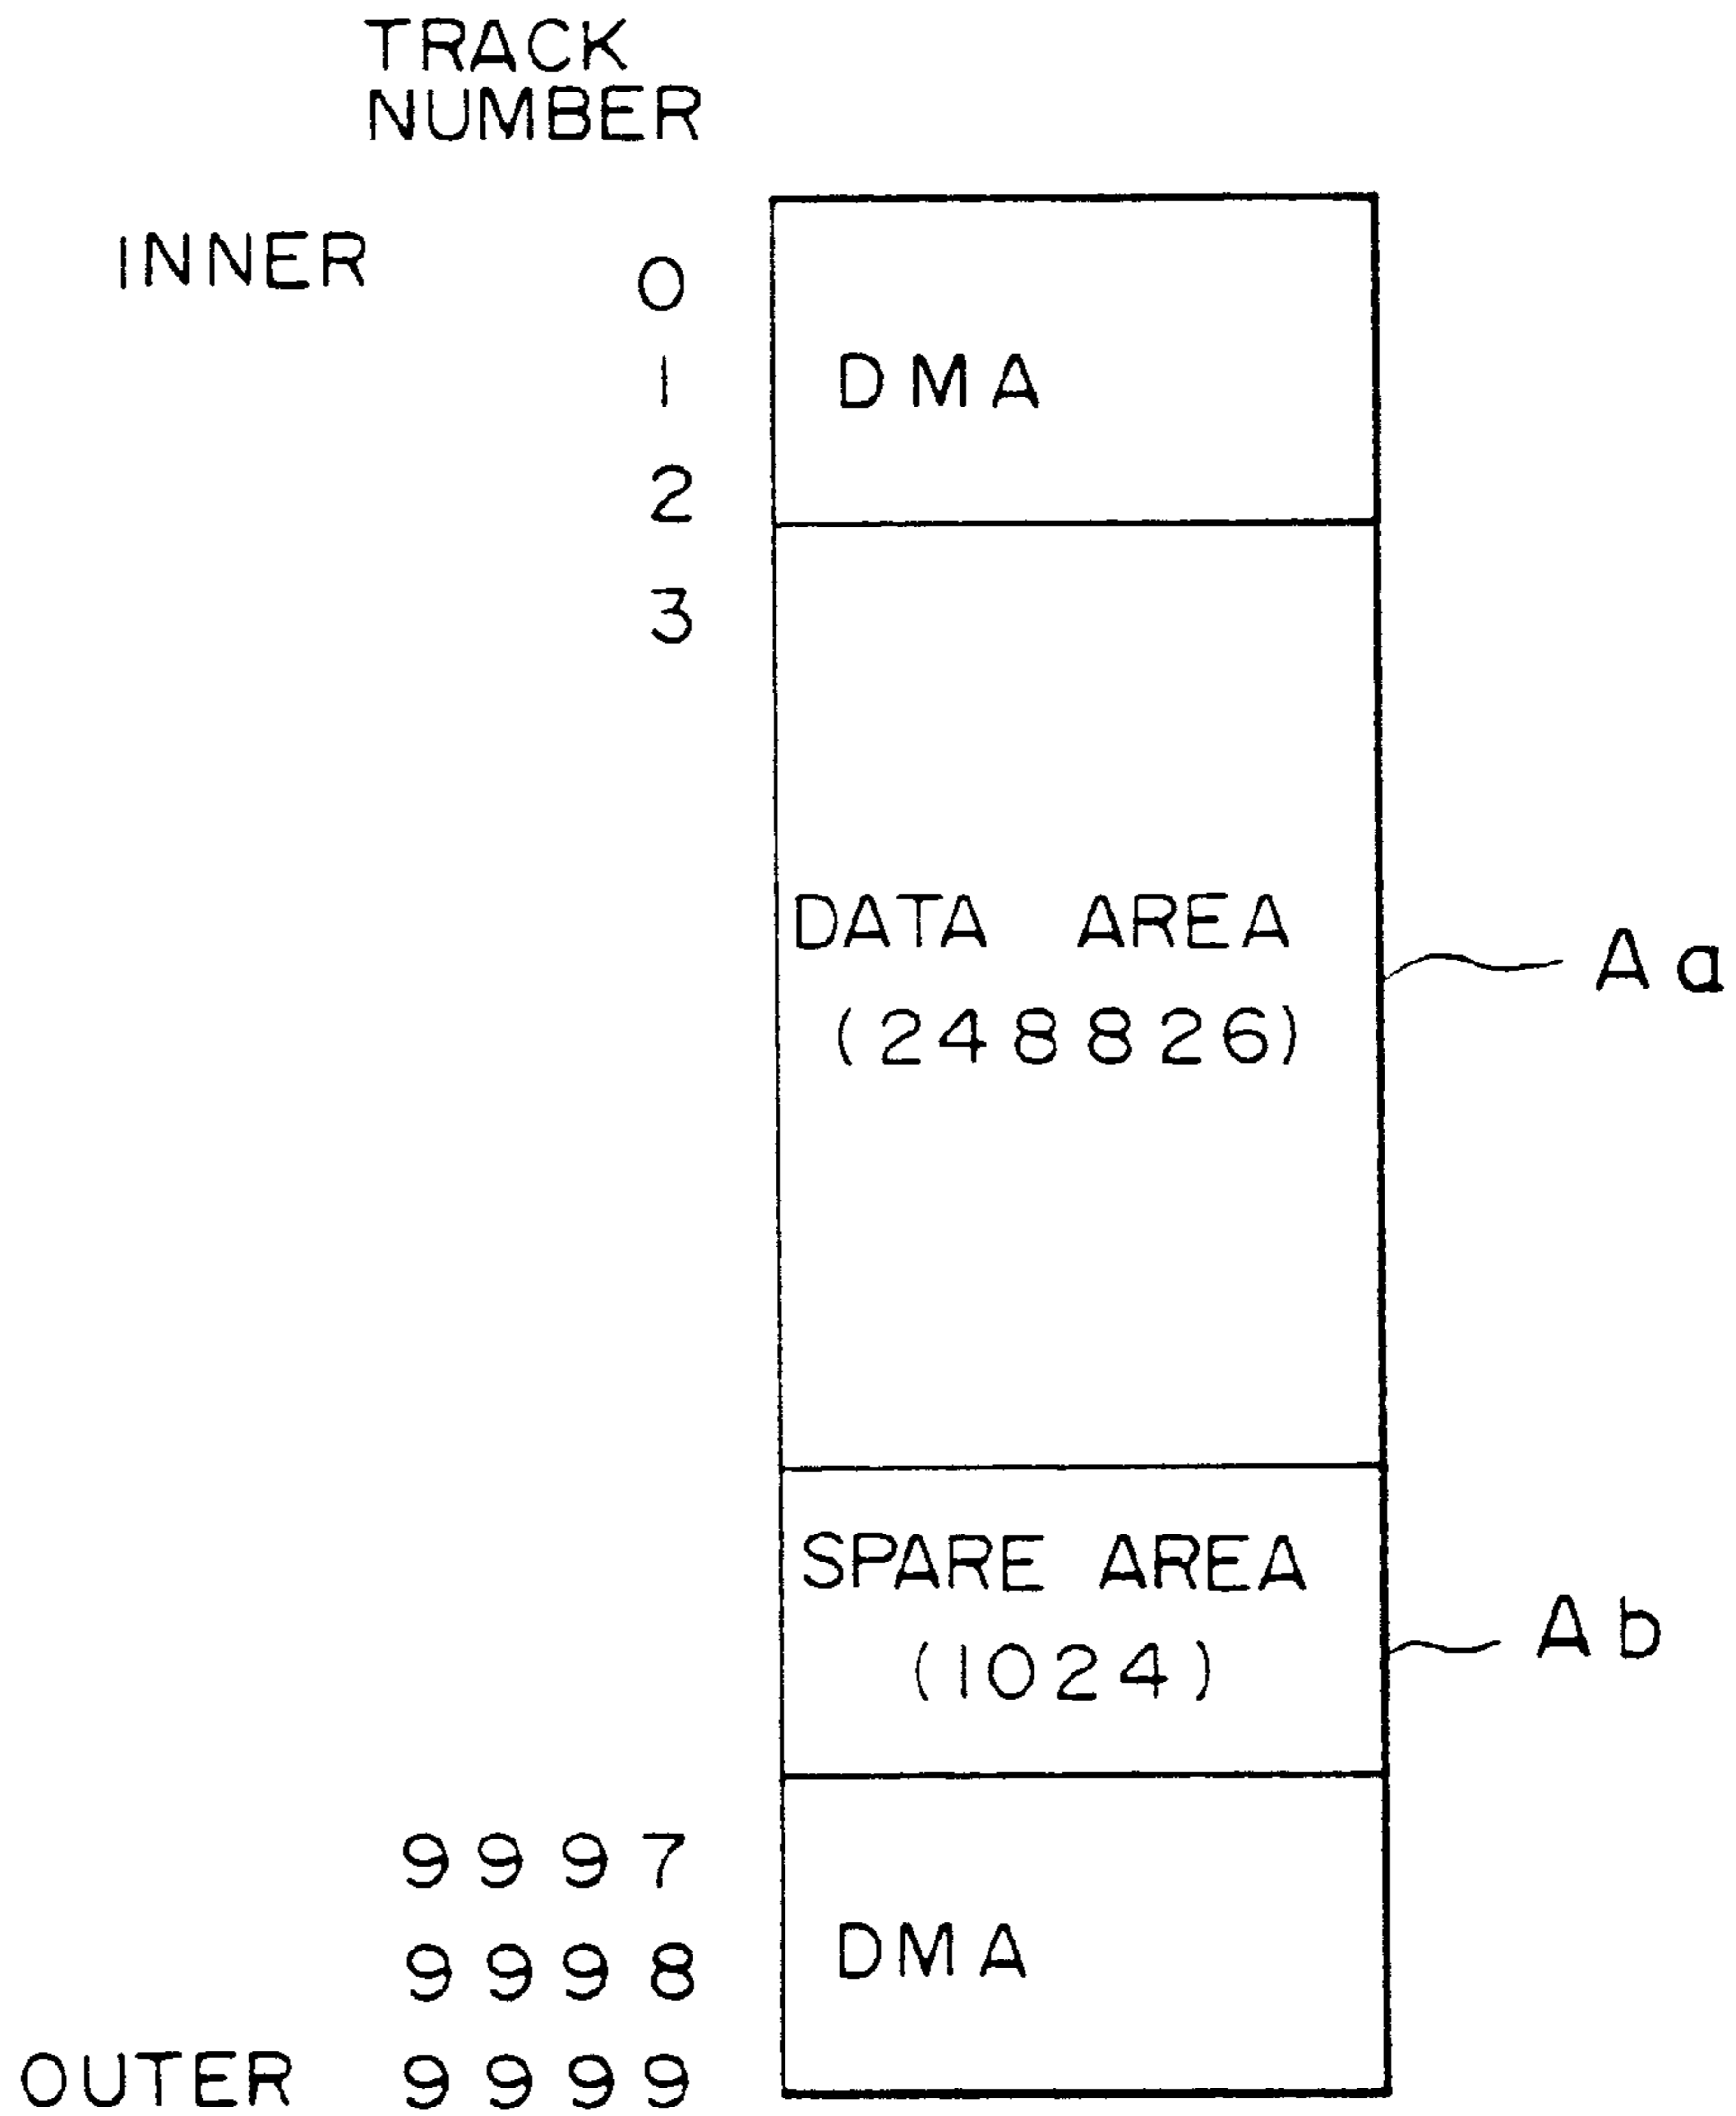 TRACK
NUMBER
INNER
0
1
DMA
2
3
DATA AREA
Aa
(248826)
SPARE AREA
Ab
(1024)
9997
DMA
9998
OUTER 9999